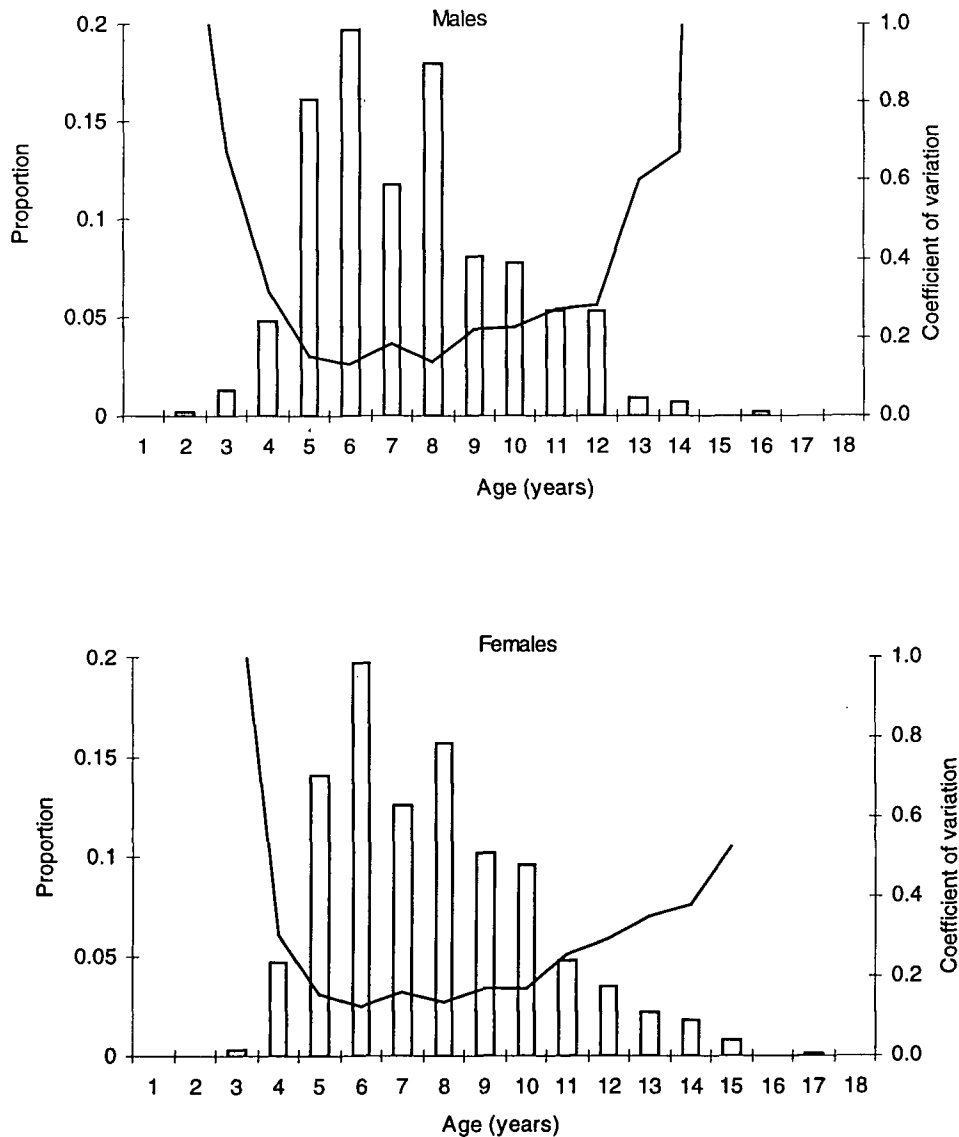 Males
0.2
0.15
0.1
0.05
0
Proportion
1.0
0.8
0.6
0.4
0.2
0.0
Coefficient of variation
1 2 3 4 5 6 7 8 9 10 11 12 13 14 15 16 17 18
Age (years)
Females
0.2
0.15
0.1
0.05
0
Proportion
1.0
0.8
0.6
0.4
0.2
0.0
Coefficient of variation
1 2 3 4 5 6 7 8 9 10 11 12 13 14 15 16 17 18
Age (years)